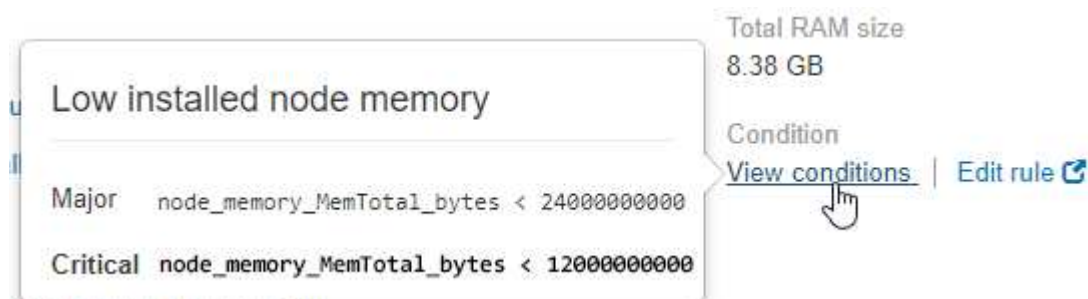 Total RAM size
8.38 GB
Low installed node memory
Condition
View conditions | Edit rule
Major node_memory_MemTotal_bytes < 24000000000
Critical node_memory_MemTotal_bytes < 12000000000